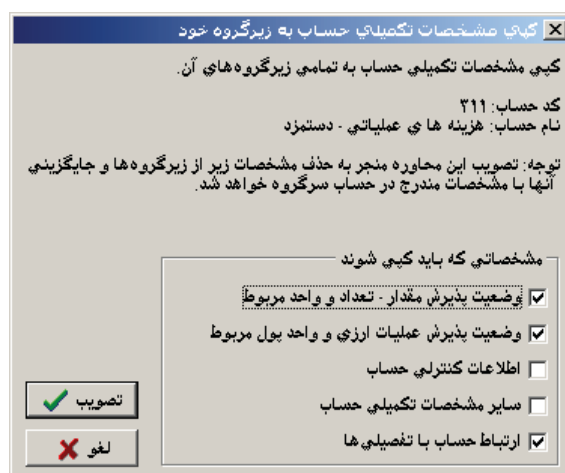 کپي مشخصات تکميلي حساب به زيرگروه خود
کپي مشخصات تکميلي حساب به تمامي زيرگروه‌هاي آن.
کد حساب: ۳۱۱
نام حساب: هزينه ها ي عملياتي - دستمزد
توجه: تصويب اين محاوره منجر به حذف مشخصات زير از زيرگروه‌ها و جايگزيني
آنها با مشخصات مندرج در حساب سرگروه خواهد شد.
مشخصاتي که بايد کپي شوند
وضعيت پذيرش مقدار - تعداد و واحد مربوط
وضعيت پذيرش عمليات ارزي و واحد پول مربوط
اطلاعات کنترلي حساب
ساير مشخصات تکميلي حساب
ارتباط حساب با تفصيلي ها
تصويب
لغو